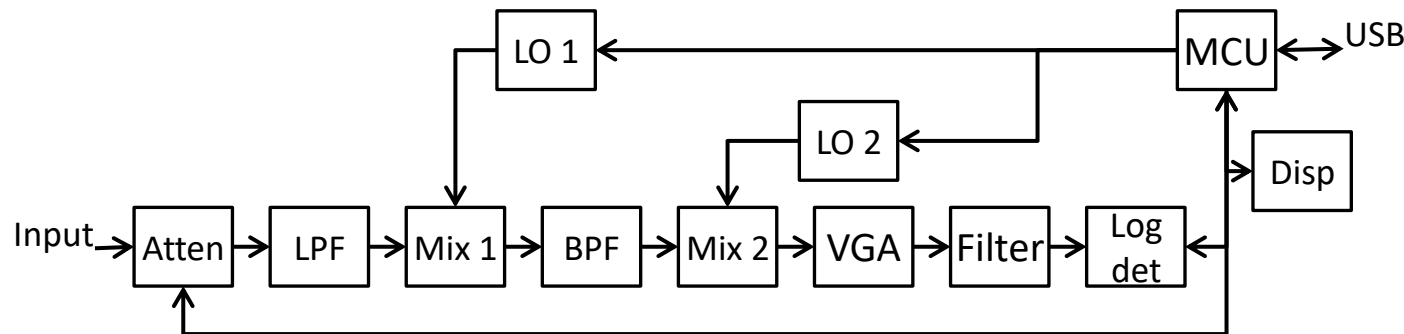 LO 1
MCU
USB
LO 2
Disp
Input
Atten
LPF
Mix 1
BPF
Mix 2
VGA
Filter
Log
det